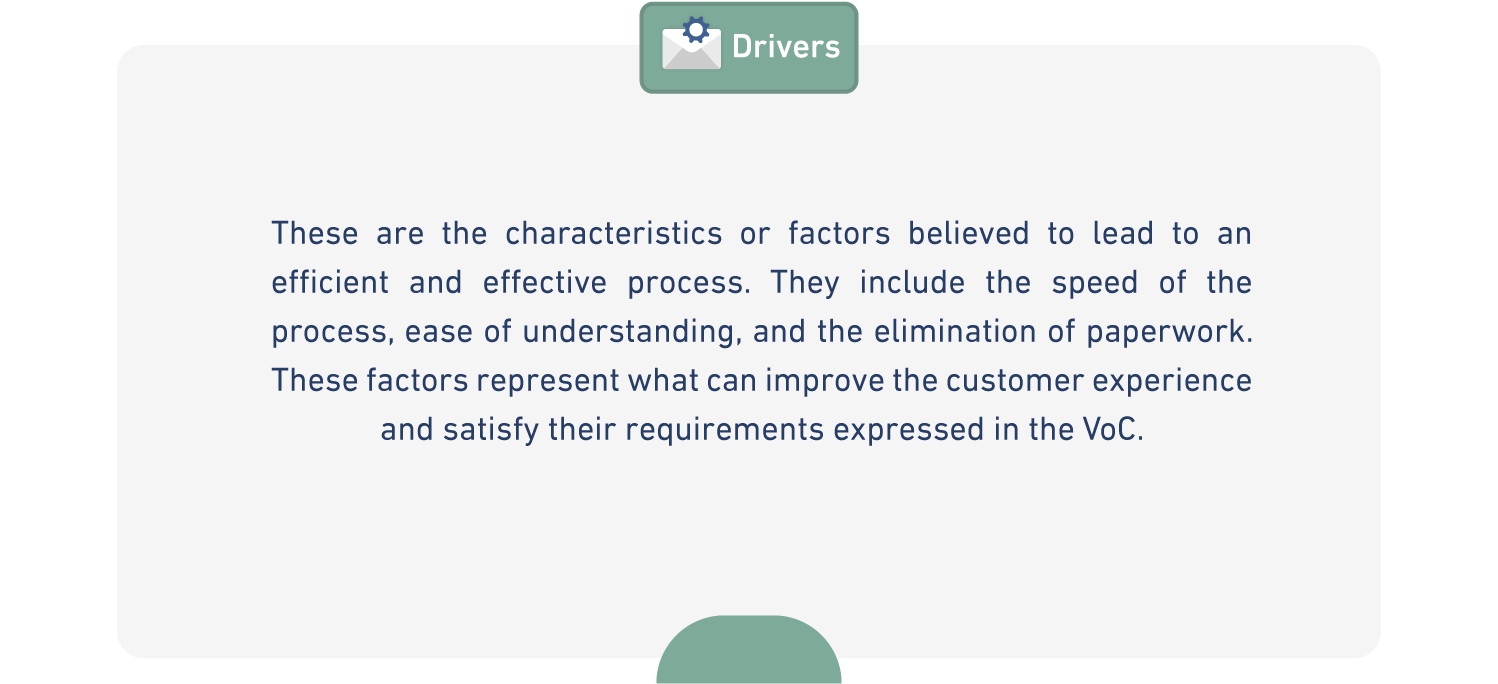 Drivers
These are the characteristics or factors believed to lead to an
efficient and effective process. They include the speed of the
process, ease of understanding, and the elimination of paperwork.
These factors represent what can improve the customer experience
and satisfy their requirements expressed in the VoC.